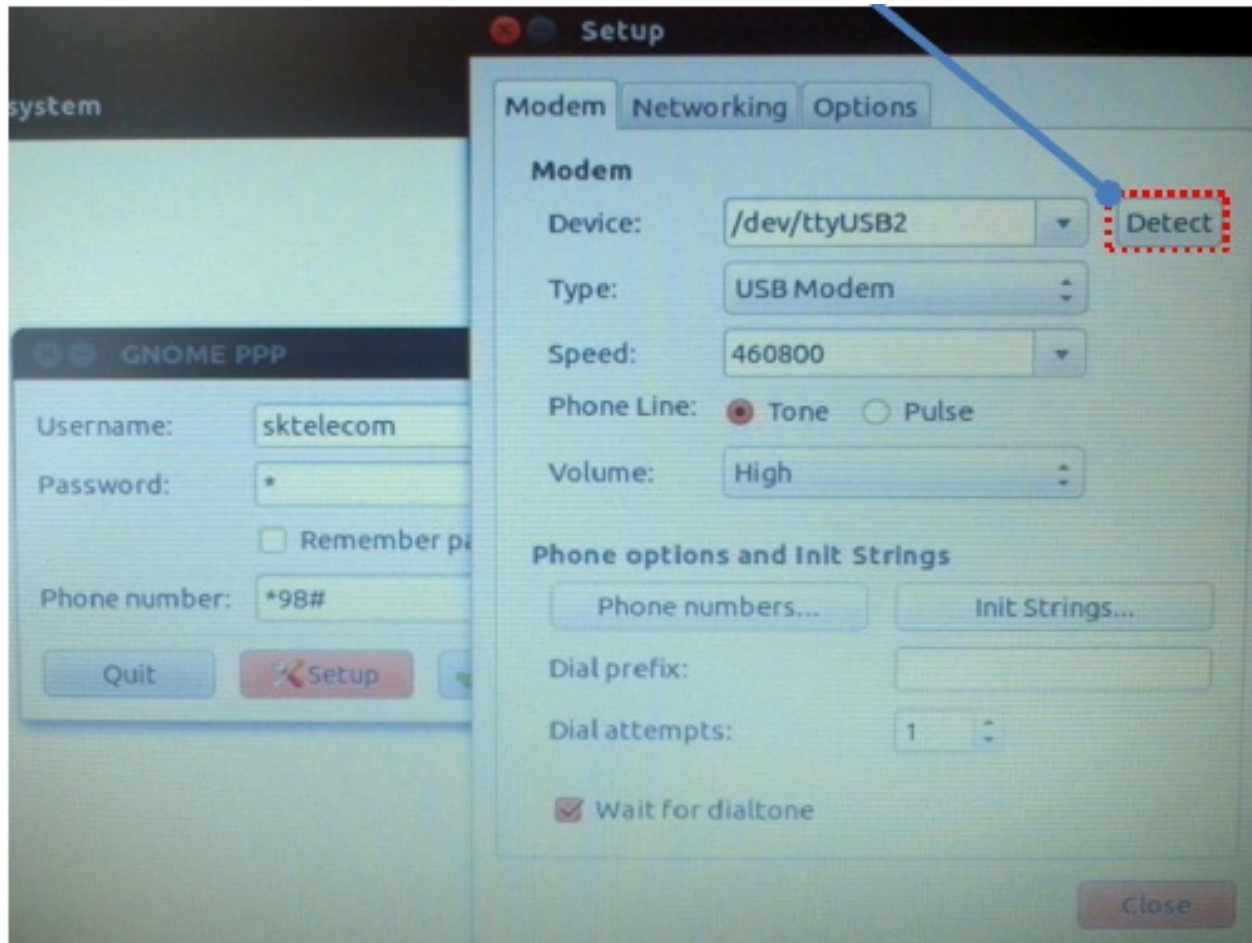 system
Setup
Modem Networking Options
Modem
Device: /dev/ttyUSB2 Detect
Type: USB Modem
Speed: 460800
Phone Line: Tone Pulse
Volume: High
Phone options and Init Strings
Phone numbers... Init Strings...
Dial prefix:
Dial attempts: 1
Wait for dialtone
Close
GNOME PPP
Username: sktelecom
Password: *
Remember pa
Phone number: *98#
Quit Setup